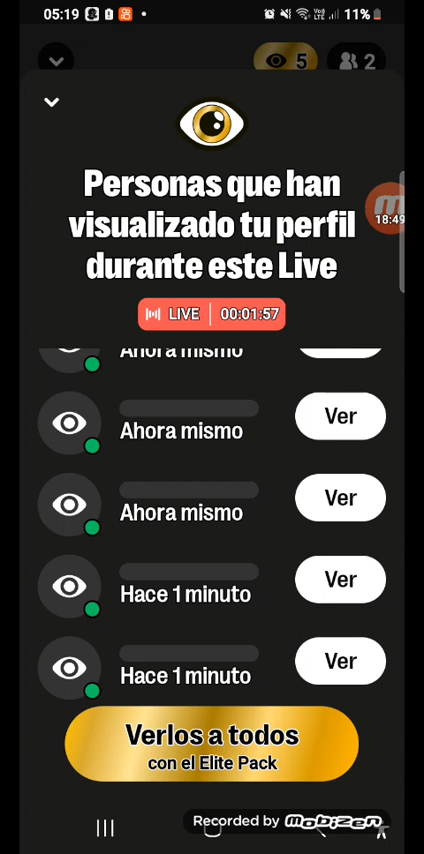 05:19
11%
5
2
Personas que han
visualizado tu perfil
durante este Live
18:49
LIVE | 00:01:57
Ahora mismo
Ahora mismo
Ver
Ahora mismo
Ver
Hace 1 minuto
Ver
Hace 1 minuto
Ver
Verlos a todos
con el Elite Pack
Recorded by MOBIZEN